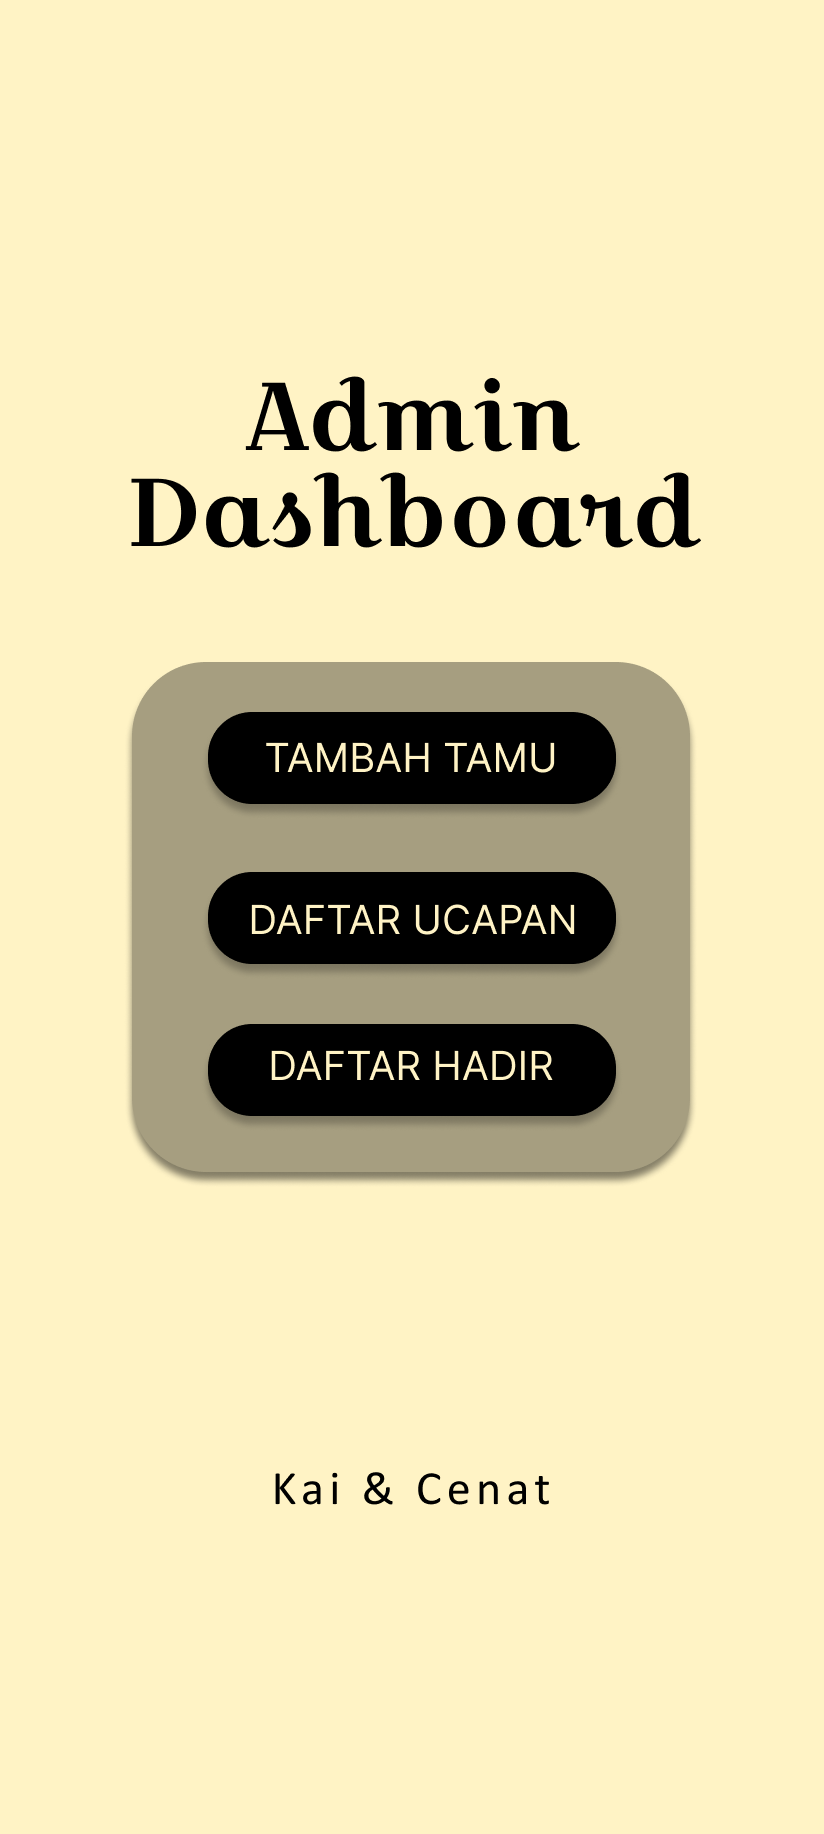 Admin
Dashboard
TAMBAH TAMU
DAFTAR UCAPAN
DAFTAR HADIR
Kai & Cenat